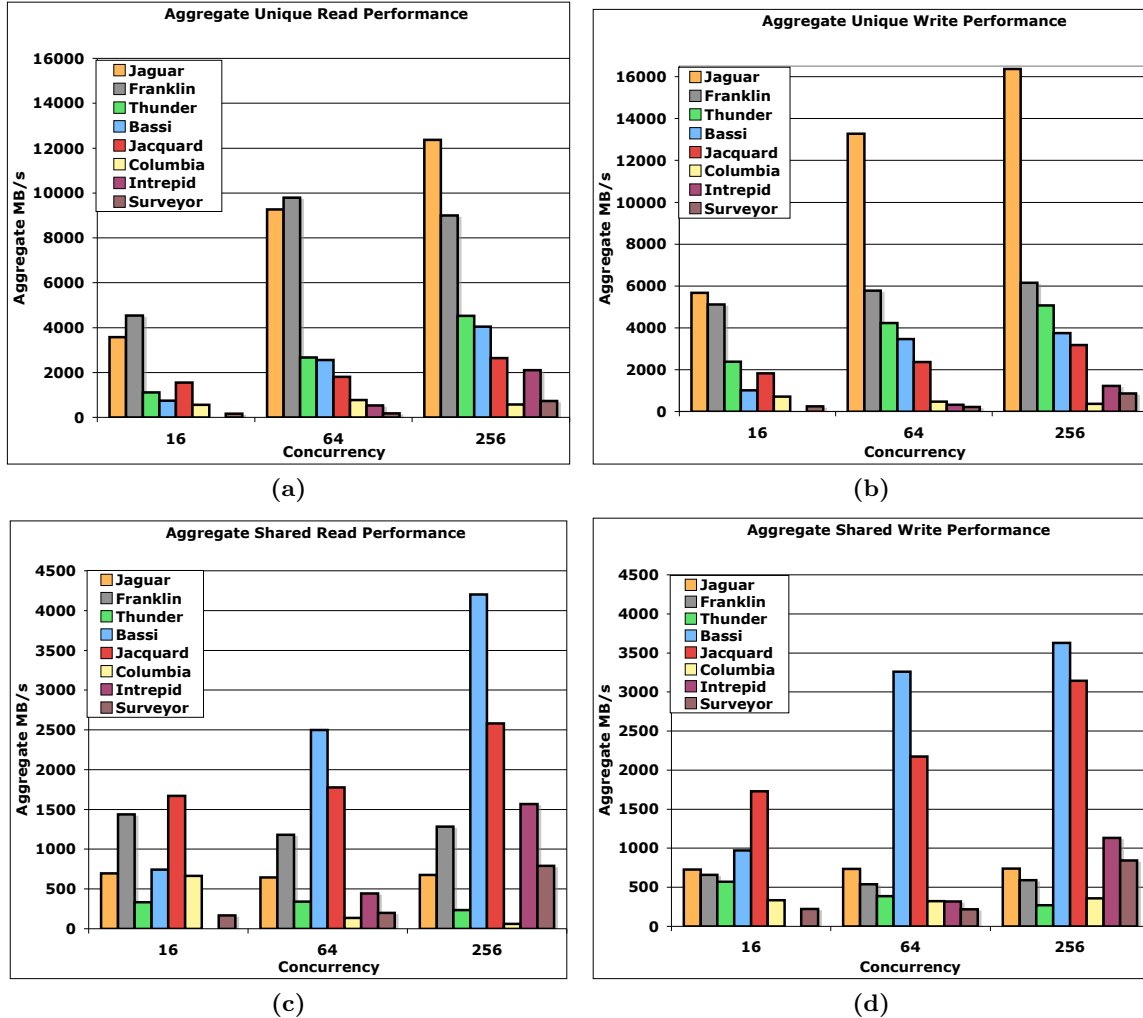 Aggregate Unique Read Performance
Aggregate MB/s
16000
14000
12000
10000
8000
6000
4000
2000
0
Jaguar
Franklin
Thunder
Bassi
Jacquard
Columbia
Intrepid
Surveyor
16 64 256
Concurrency
(a)
Aggregate Unique Write Performance
Aggregate MB/s
16000
14000
12000
10000
8000
6000
4000
2000
0
Jaguar
Franklin
Thunder
Bassi
Jacquard
Columbia
Intrepid
Surveyor
16 64 256
Concurrency
(b)
Aggregate Shared Read Performance
Aggregate MB/s
4500
4000
3500
3000
2500
2000
1500
1000
500
0
Jaguar
Franklin
Thunder
Bassi
Jacquard
Columbia
Intrepid
Surveyor
16 64 256
Concurrency
(c)
Aggregate Shared Write Performance
Aggregate MB/s
4500
4000
3500
3000
2500
2000
1500
1000
500
0
Jaguar
Franklin
Thunder
Bassi
Jacquard
Columbia
Intrepid
Surveyor
16 64 256
Concurrency
(d)